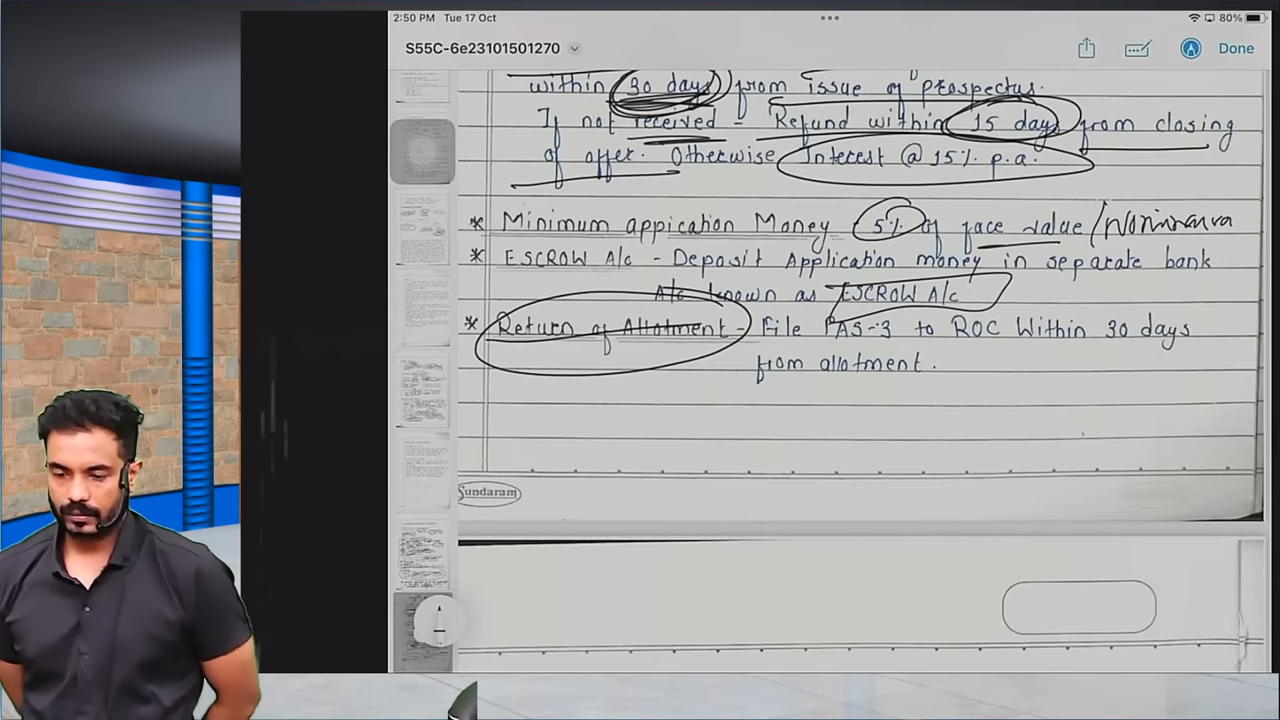 2:50 PM Tue 17 Oct
80%
S55C-6e23101501270
Done
within 30 days from issue of prospectus.
If not received - Refund within 15 days from closing
of offer. Otherwise Interest @ 15% p.a.
* Minimum appication Money - 5% of face value /
* ESCROW A/c - Deposit Application money in separate bank
A/c known as ESCROW A/c
* Return of Allotment - File PAS-3 to ROC Within 30 days
from allotment.
Sundaram